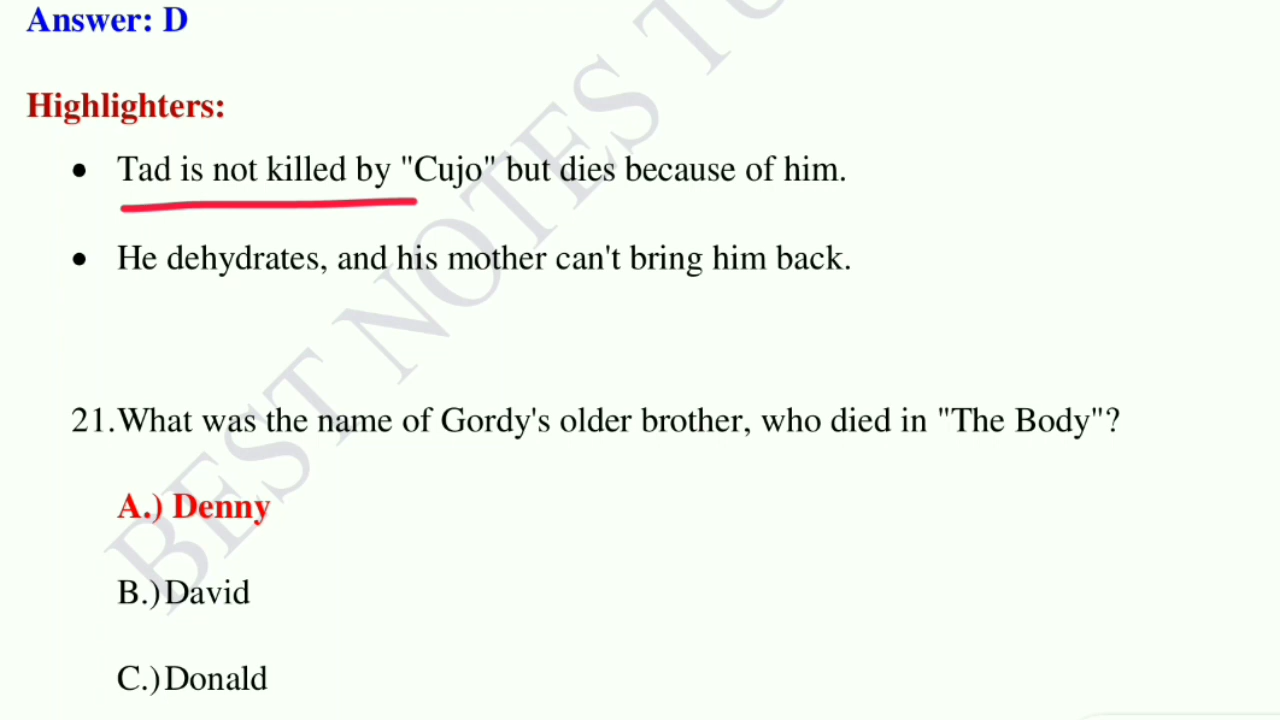 Answer: D
Highlighters:
• Tad is not killed by "Cujo" but dies because of him.
• He dehydrates, and his mother can't bring him back.
21.What was the name of Gordy's older brother, who died in "The Body"?
A.) Denny
B.) David
C.) Donald
BEST NOTES